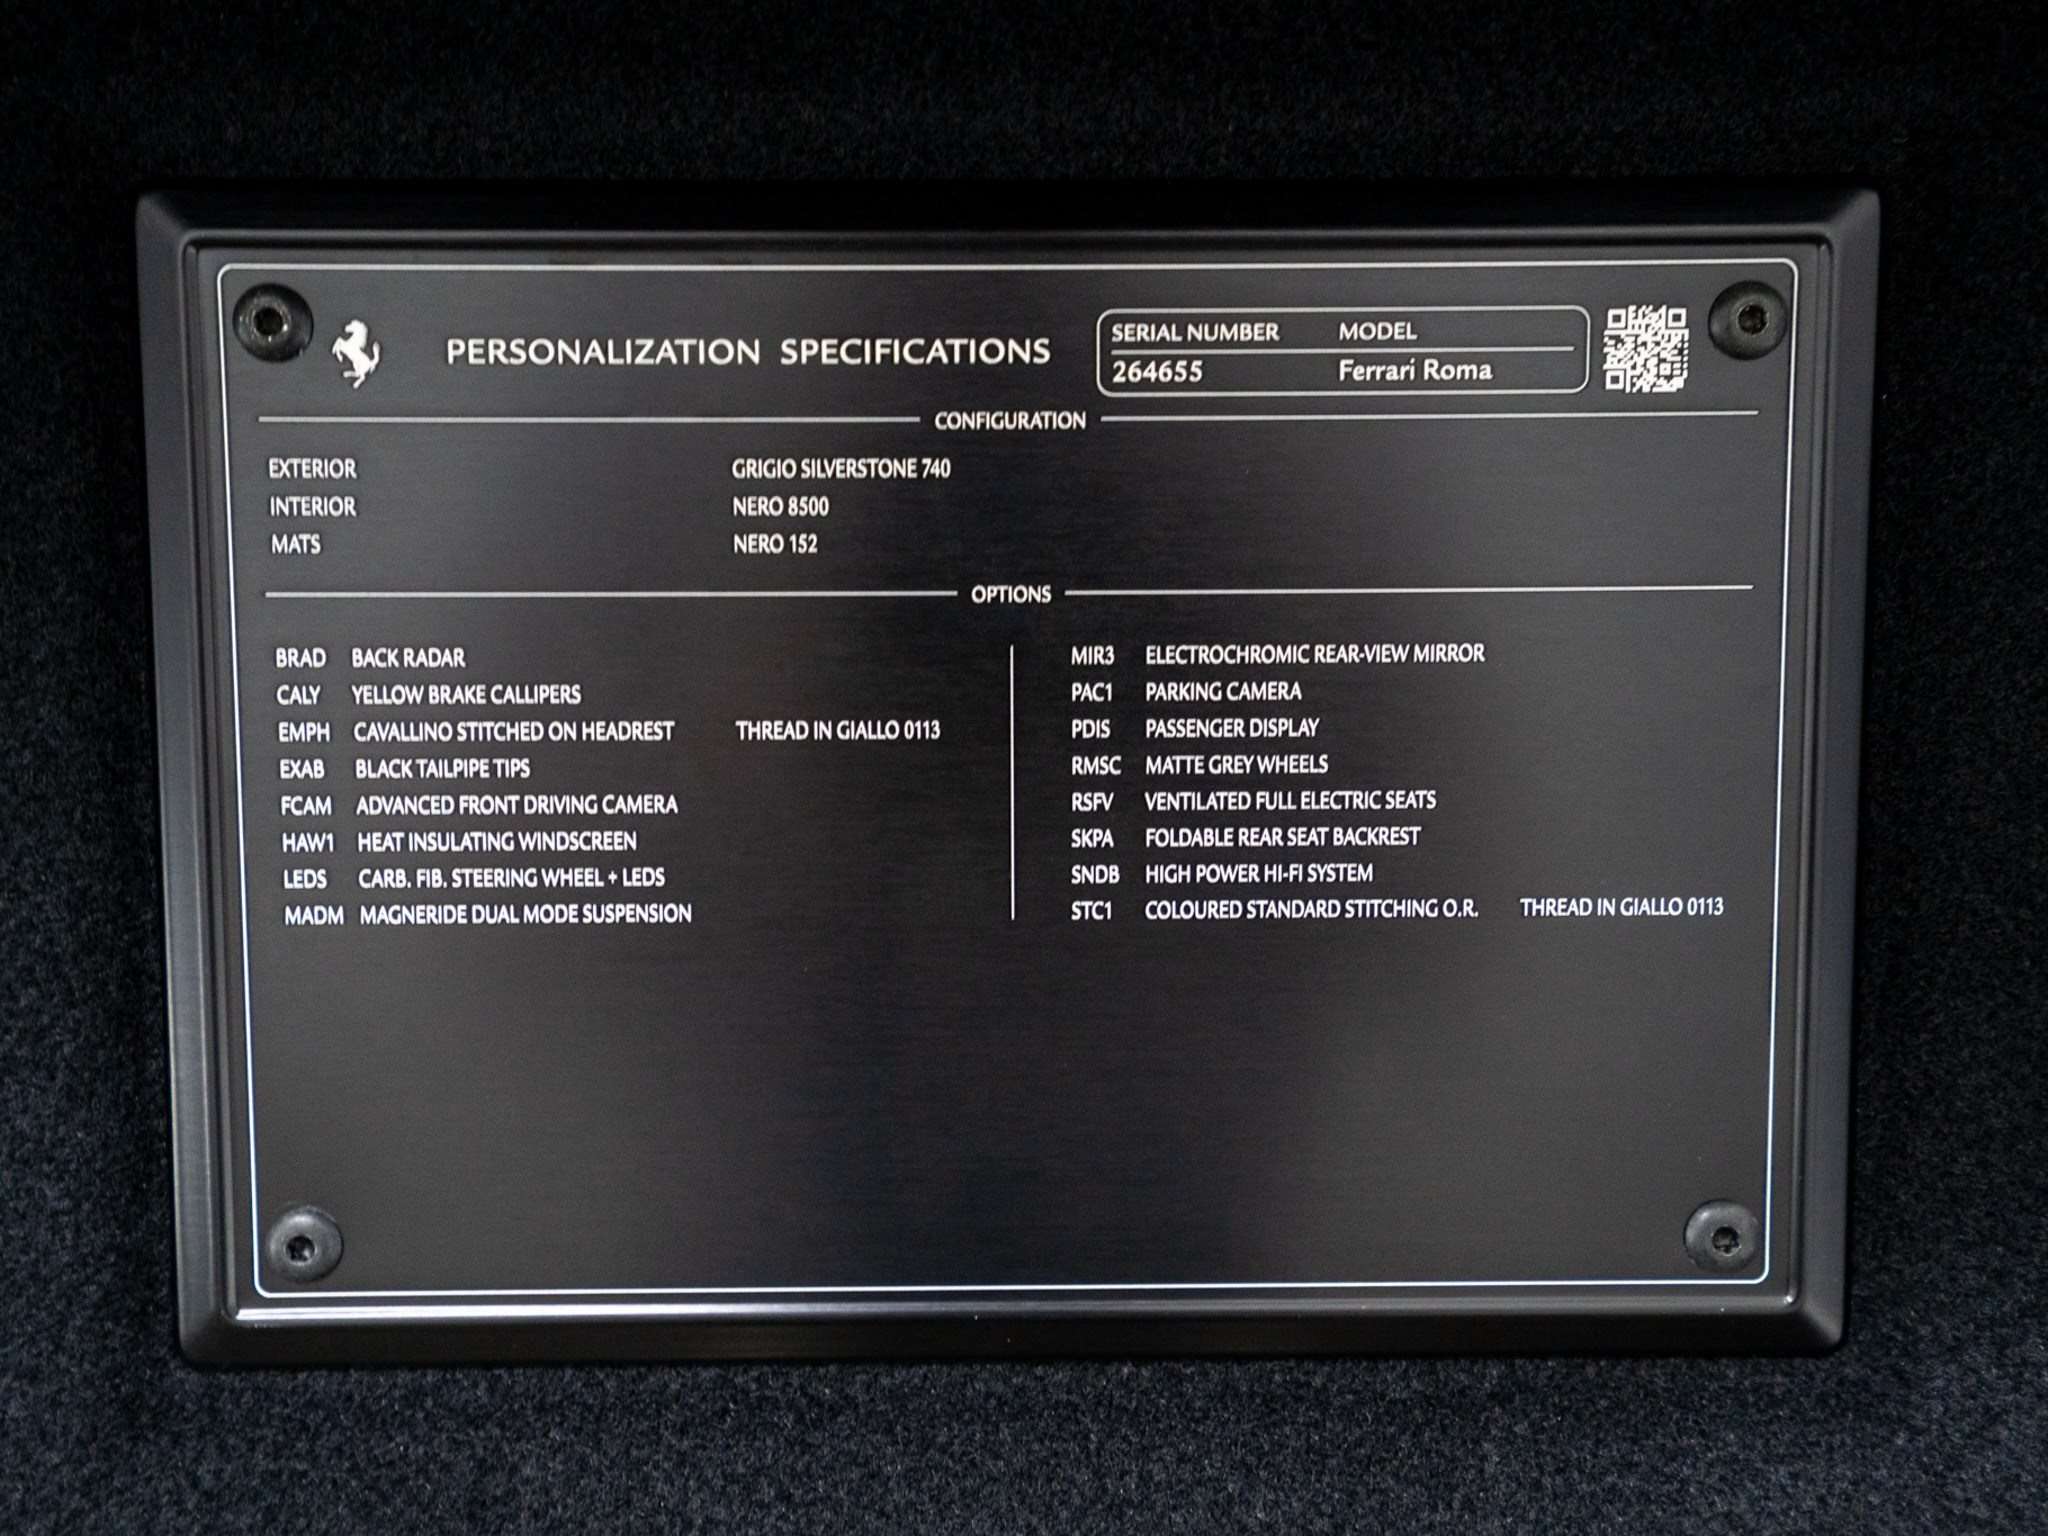 PERSONALIZATION SPECIFICATIONS
SERIAL NUMBER MODEL
264655 Ferrari Roma
CONFIGURATION
EXTERIOR GRIGIO SILVERSTONE 740
INTERIOR NERO 8500
MATS NERO 152
OPTIONS
BRAD BACK RADAR
CALY YELLOW BRAKE CALLIPERS
EMPH CAVALLINO STITCHED ON HEADREST THREAD IN GIALLO 0113
EXAB BLACK TAILPIPE TIPS
FCAM ADVANCED FRONT DRIVING CAMERA
HAW1 HEAT INSULATING WINDSCREEN
LEDS CARB. FIB. STEERING WHEEL + LEDS
MADM MAGNERIDE DUAL MODE SUSPENSION
MIR3 ELECTROCHROMIC REAR-VIEW MIRROR
PAC1 PARKING CAMERA
PDIS PASSENGER DISPLAY
RMSC MATTE GREY WHEELS
RSFV VENTILATED FULL ELECTRIC SEATS
SKPA FOLDABLE REAR SEAT BACKREST
SNDB HIGH POWER HI-FI SYSTEM
STC1 COLOURED STANDARD STITCHING O.R. THREAD IN GIALLO 0113